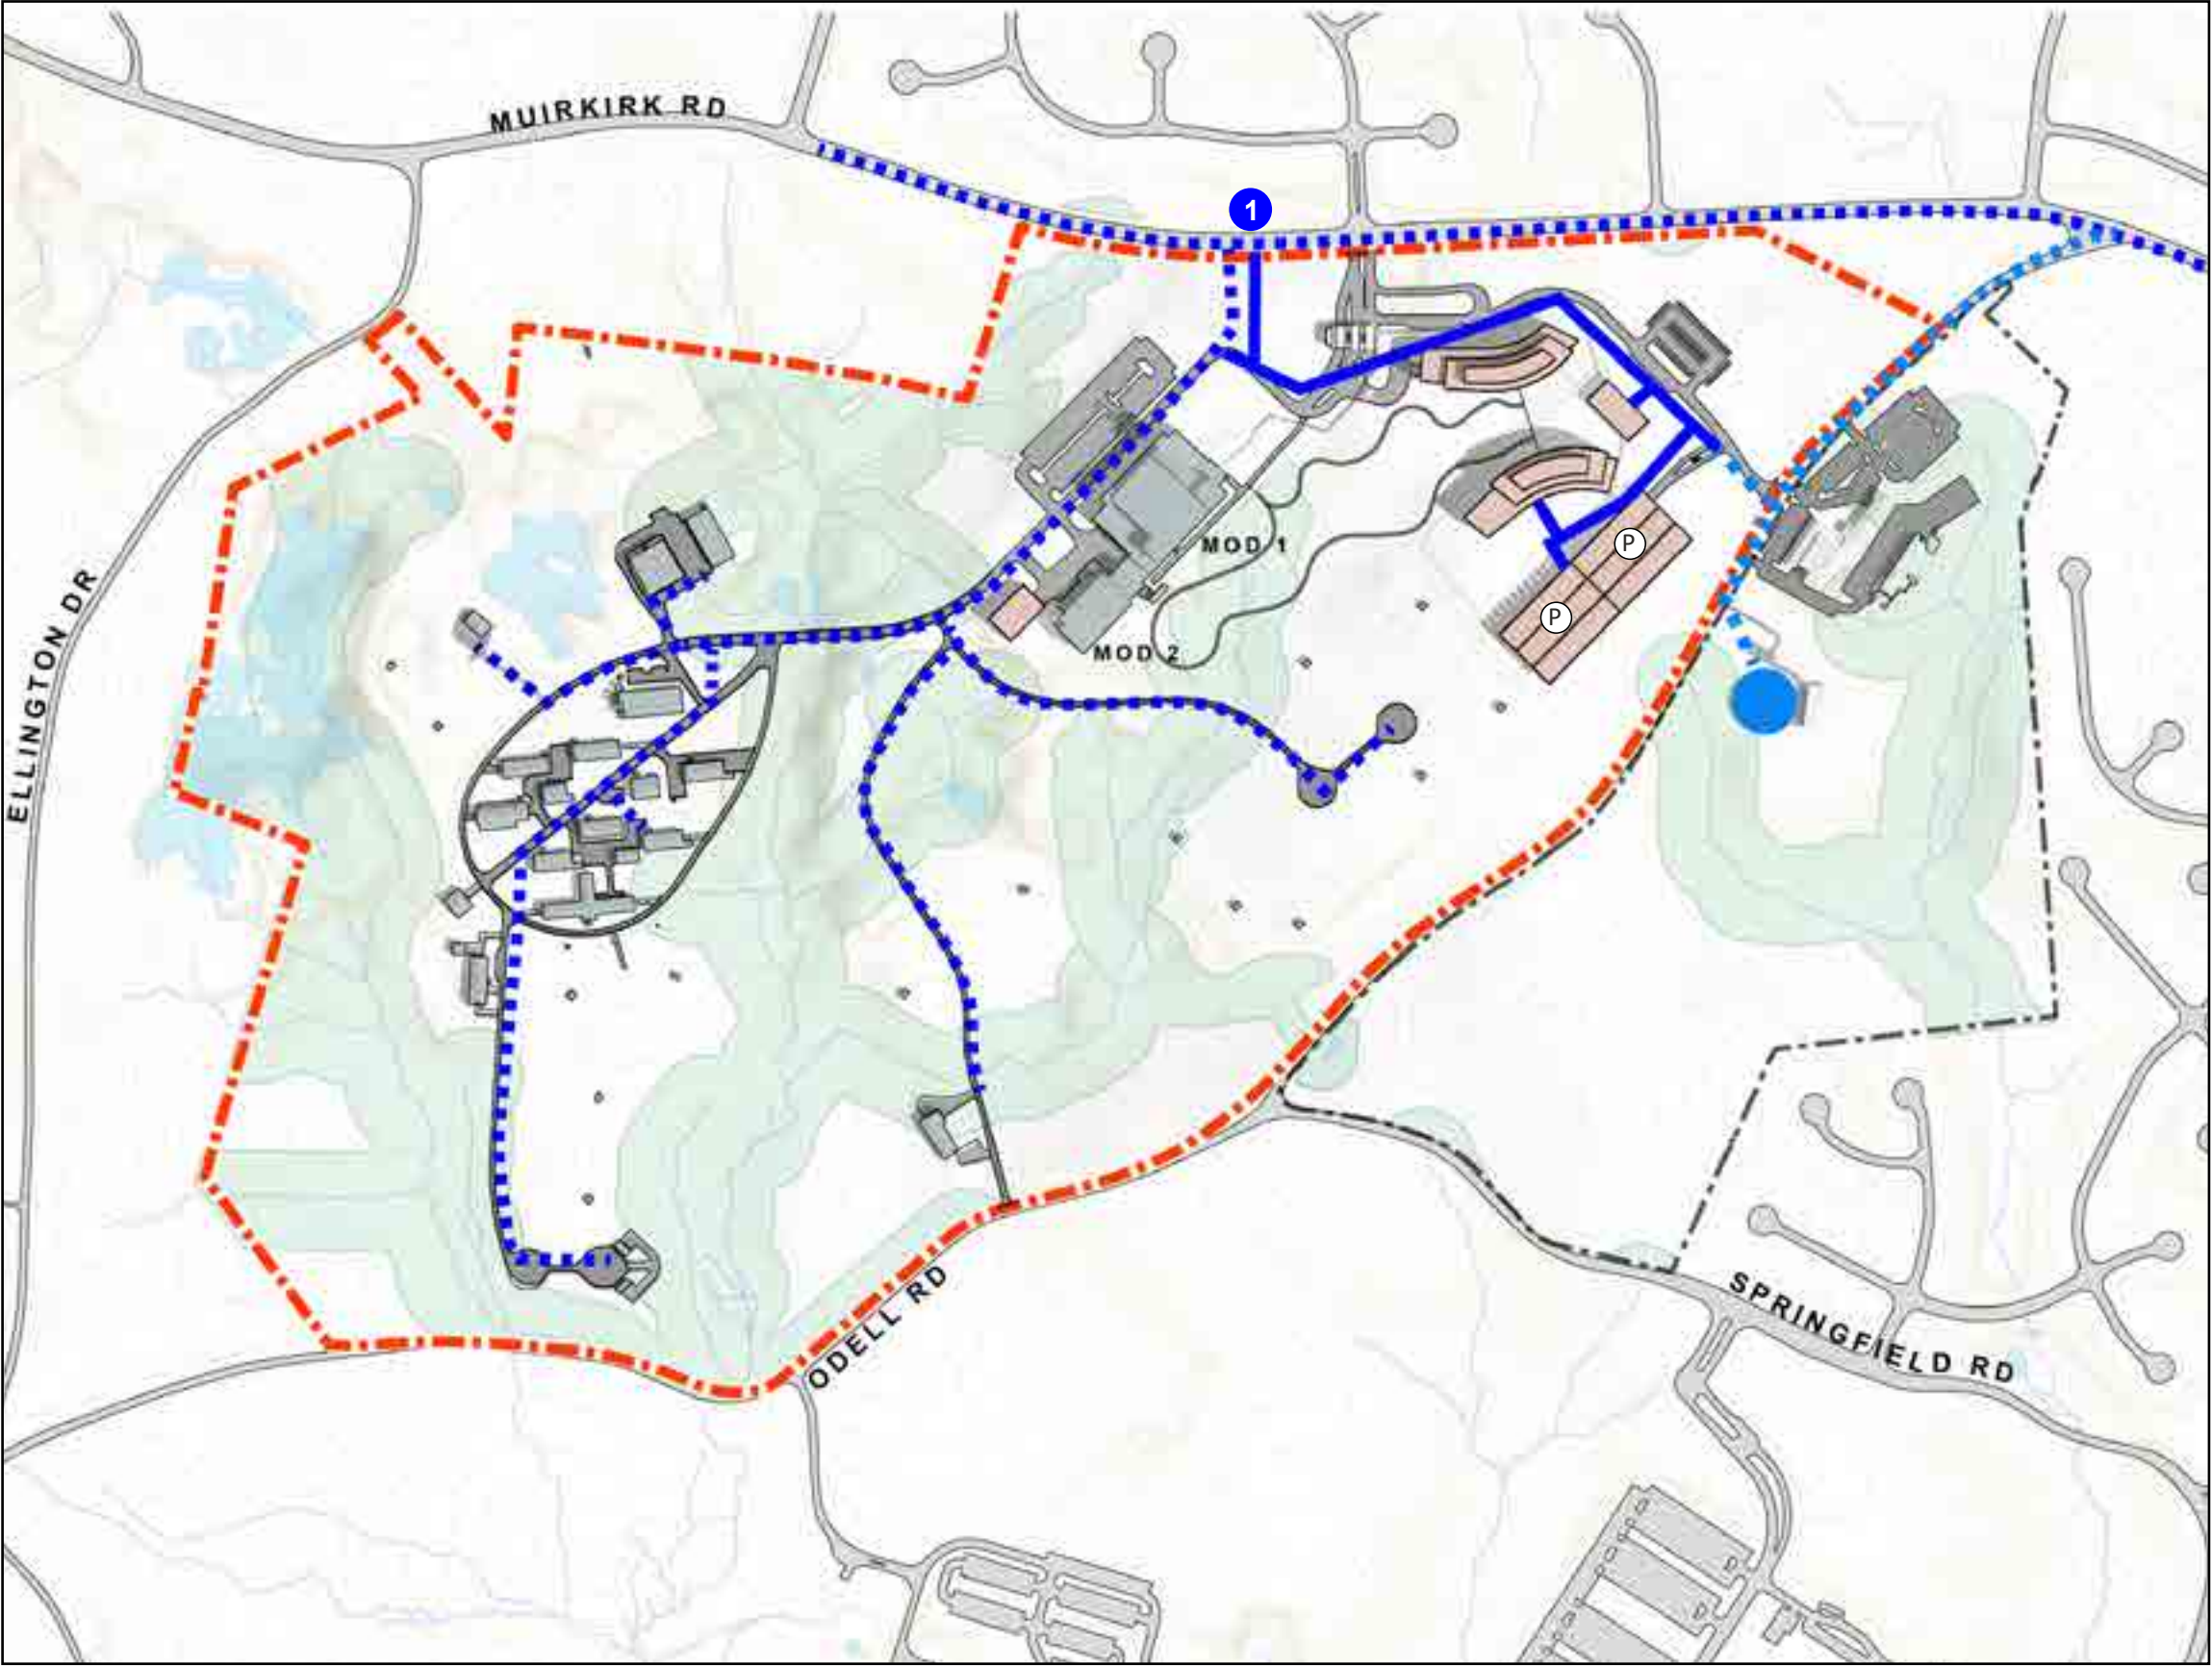 MUIRKIRK RD
1
MOD 1
P
P
MOD 2
ELLINGTON DR
ODELL RD
SPRINGFIELD RD